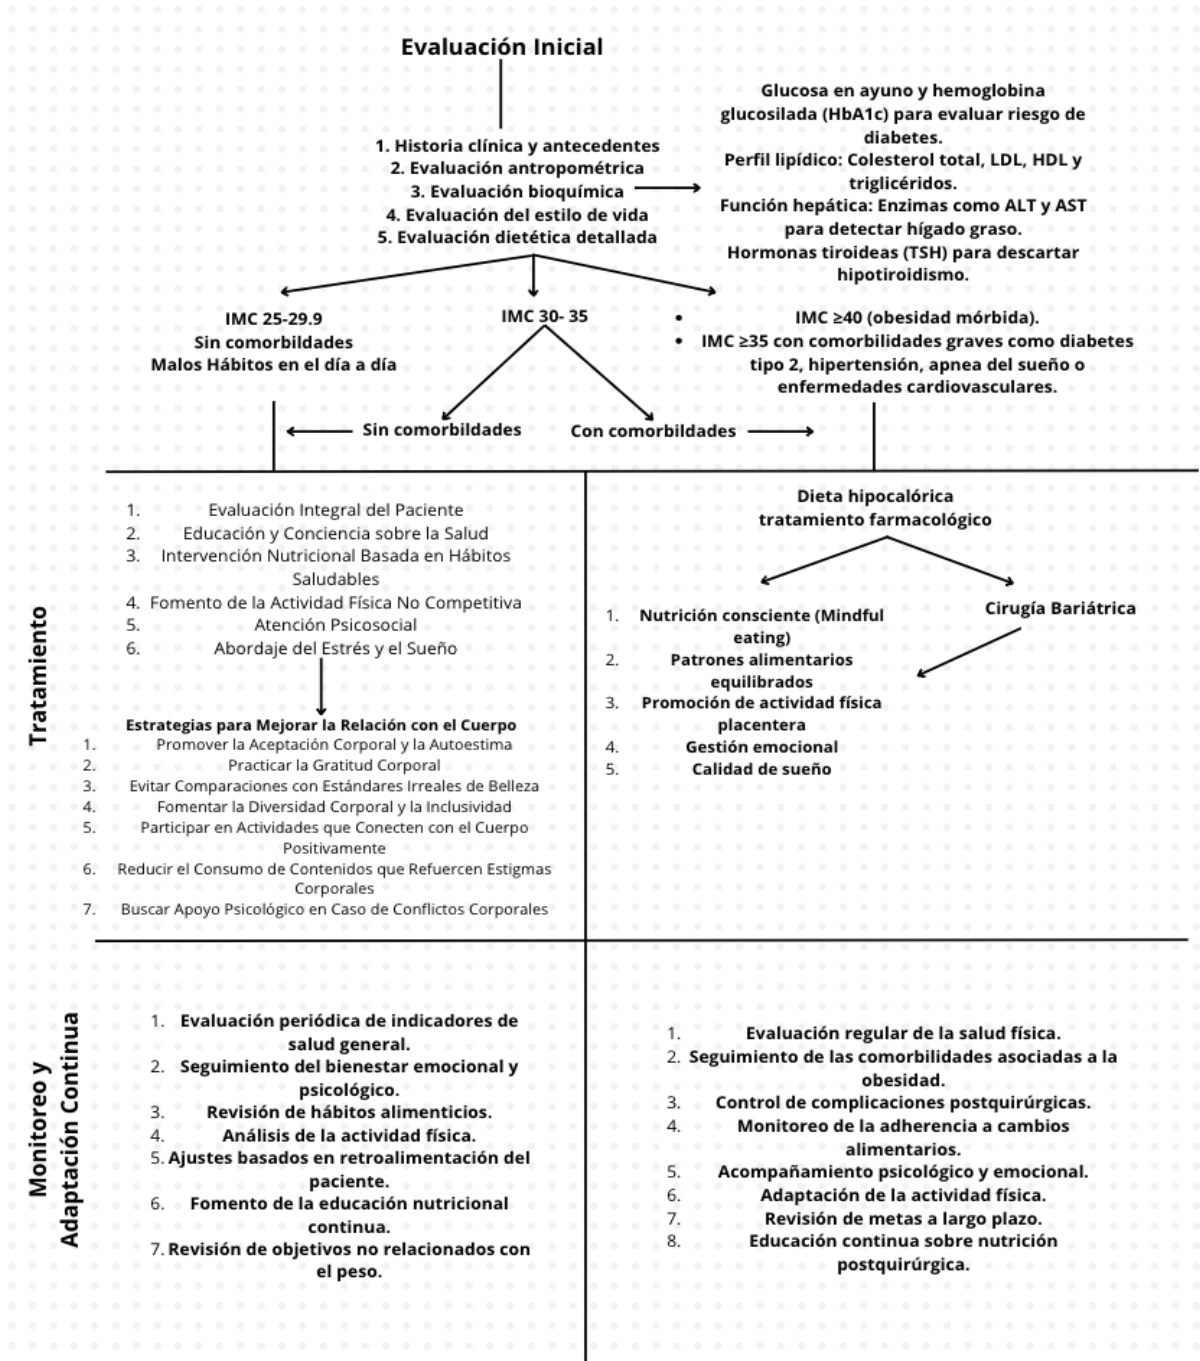 Evaluación Inicial
1. Historia clínica y antecedentes
2. Evaluación antropométrica
3. Evaluación bioquímica
4. Evaluación del estilo de vida
5. Evaluación dietética detallada
Glucosa en ayuno y hemoglobina
glucosilada (HbA1c) para evaluar riesgo de
diabetes.
Perfil lipídico: Colesterol total, LDL, HDL y
triglicéridos.
Función hepática: Enzimas como ALT y AST
para detectar hígado graso.
Hormonas tiroideas (TSH) para descartar
hipotiroidismo.
IMC 25-29.9
Sin comorbildades
Malos Hábitos en el día a día
IMC 30- 35
• IMC ≥40 (obesidad mórbida).
• IMC ≥35 con comorbilidades graves como diabetes
tipo 2, hipertensión, apnea del sueño o
enfermedades cardiovasculares.
Sin comorbildades
Con comorbildades
Tratamiento
1. Evaluación Integral del Paciente
2. Educación y Conciencia sobre la Salud
3. Intervención Nutricional Basada en Hábitos
Saludables
4. Fomento de la Actividad Física No Competitiva
5. Atención Psicosocial
6. Abordaje del Estrés y el Sueño
Estrategias para Mejorar la Relación con el Cuerpo
1. Promover la Aceptación Corporal y la Autoestima
2. Practicar la Gratitud Corporal
3. Evitar Comparaciones con Estándares Irreales de Belleza
4. Fomentar la Diversidad Corporal y la Inclusividad
5. Participar en Actividades que Conecten con el Cuerpo
Positivamente
6. Reducir el Consumo de Contenidos que Refuercen Estigmas
Corporales
7. Buscar Apoyo Psicológico en Caso de Conflictos Corporales
Dieta hipocalórica
tratamiento farmacológico
1. Nutrición consciente (Mindful
eating)
2. Patrones alimentarios
equilibrados
3. Promoción de actividad física
placentera
4. Gestión emocional
5. Calidad de sueño
Cirugía Bariátrica
Monitoreo y
Adaptación Continua
1. Evaluación periódica de indicadores de
salud general.
2. Seguimiento del bienestar emocional y
psicológico.
3. Revisión de hábitos alimenticios.
4. Análisis de la actividad física.
5. Ajustes basados en retroalimentación del
paciente.
6. Fomento de la educación nutricional
continua.
7. Revisión de objetivos no relacionados con
el peso.
1. Evaluación regular de la salud física.
2. Seguimiento de las comorbilidades asociadas a la
obesidad.
3. Control de complicaciones postquirúrgicas.
4. Monitoreo de la adherencia a cambios
alimentarios.
5. Acompañamiento psicológico y emocional.
6. Adaptación de la actividad física.
7. Revisión de metas a largo plazo.
8. Educación continua sobre nutrición
postquirúrgica.